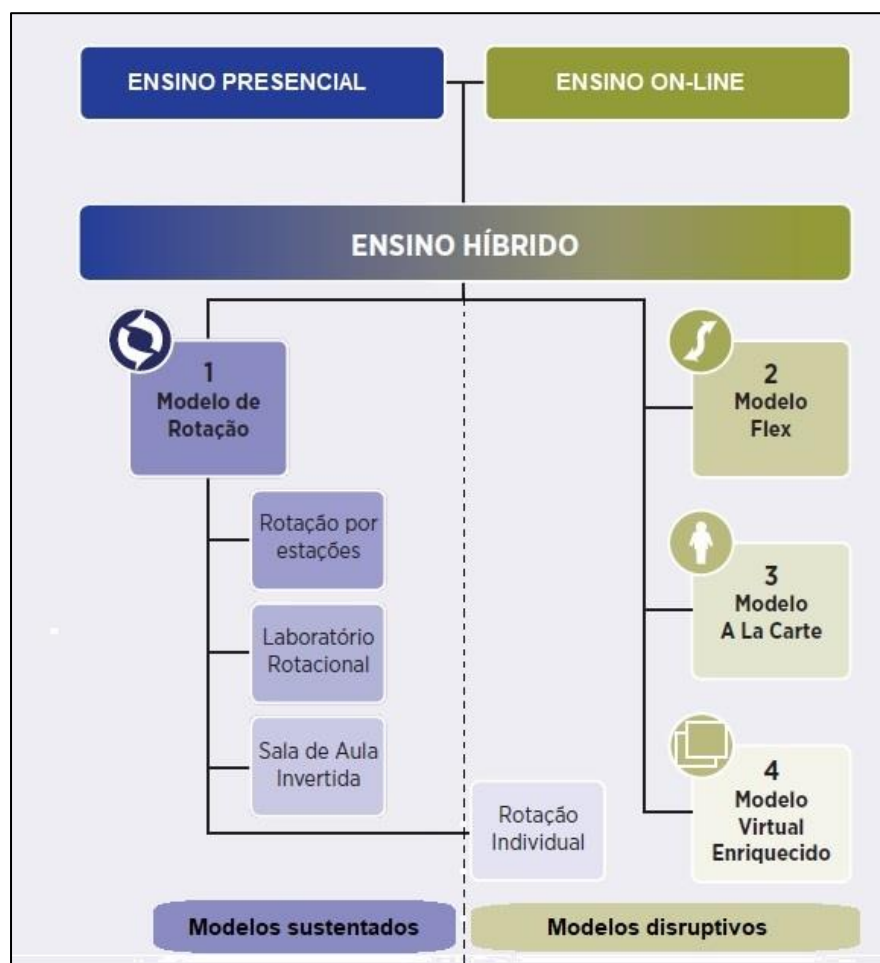 ENSINO PRESENCIAL
ENSINO ON-LINE
ENSINO HÍBRIDO
1
Modelo de
Rotação
Rotação por
estações
Laboratório
Rotacional
Sala de Aula
Invertida
Rotação
Individual
2
Modelo
Flex
3
Modelo
A La Carte
4
Modelo
Virtual
Enriquecido
Modelos sustentados
Modelos disruptivos